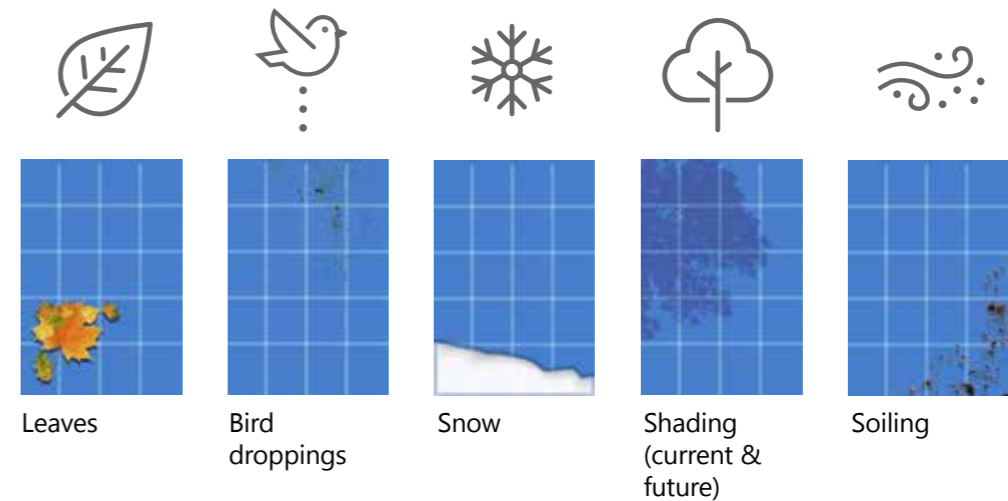 Leaves
Bird
droppings
Snow
Shading
(current &
future)
Soiling